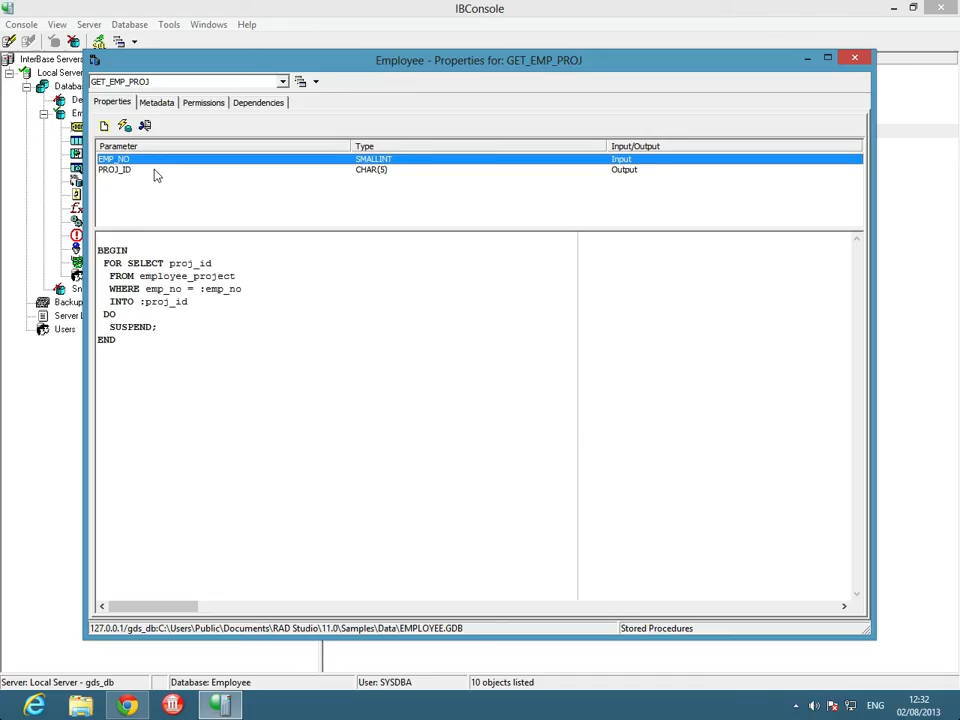 IBConsole
Console View Server Database Tools Windows Help
InterBase Servers
Local Server
Employee - Properties for: GET_EMP_PROJ
GET_EMP_PROJ
Properties Metadata Permissions Dependencies
Parameter Type Input/Output
EMP_NO SMALLINT Input
PROJ_ID CHAR(5) Output
BEGIN
FOR SELECT proj_id
FROM employee_project
WHERE emp_no = :emp_no
INTO :proj_id
DO
SUSPEND;
END
Backup
Server L
Users
127.0.0.1/gds_db:C:\Users\Public\Documents\RAD Studio\11.0\Samples\Data\EMPLOYEE.GDB Stored Procedures
Server: Local Server - gds_db Database: Employee User: SYSDBA 10 objects listed
ENG
12:32
02/08/2013